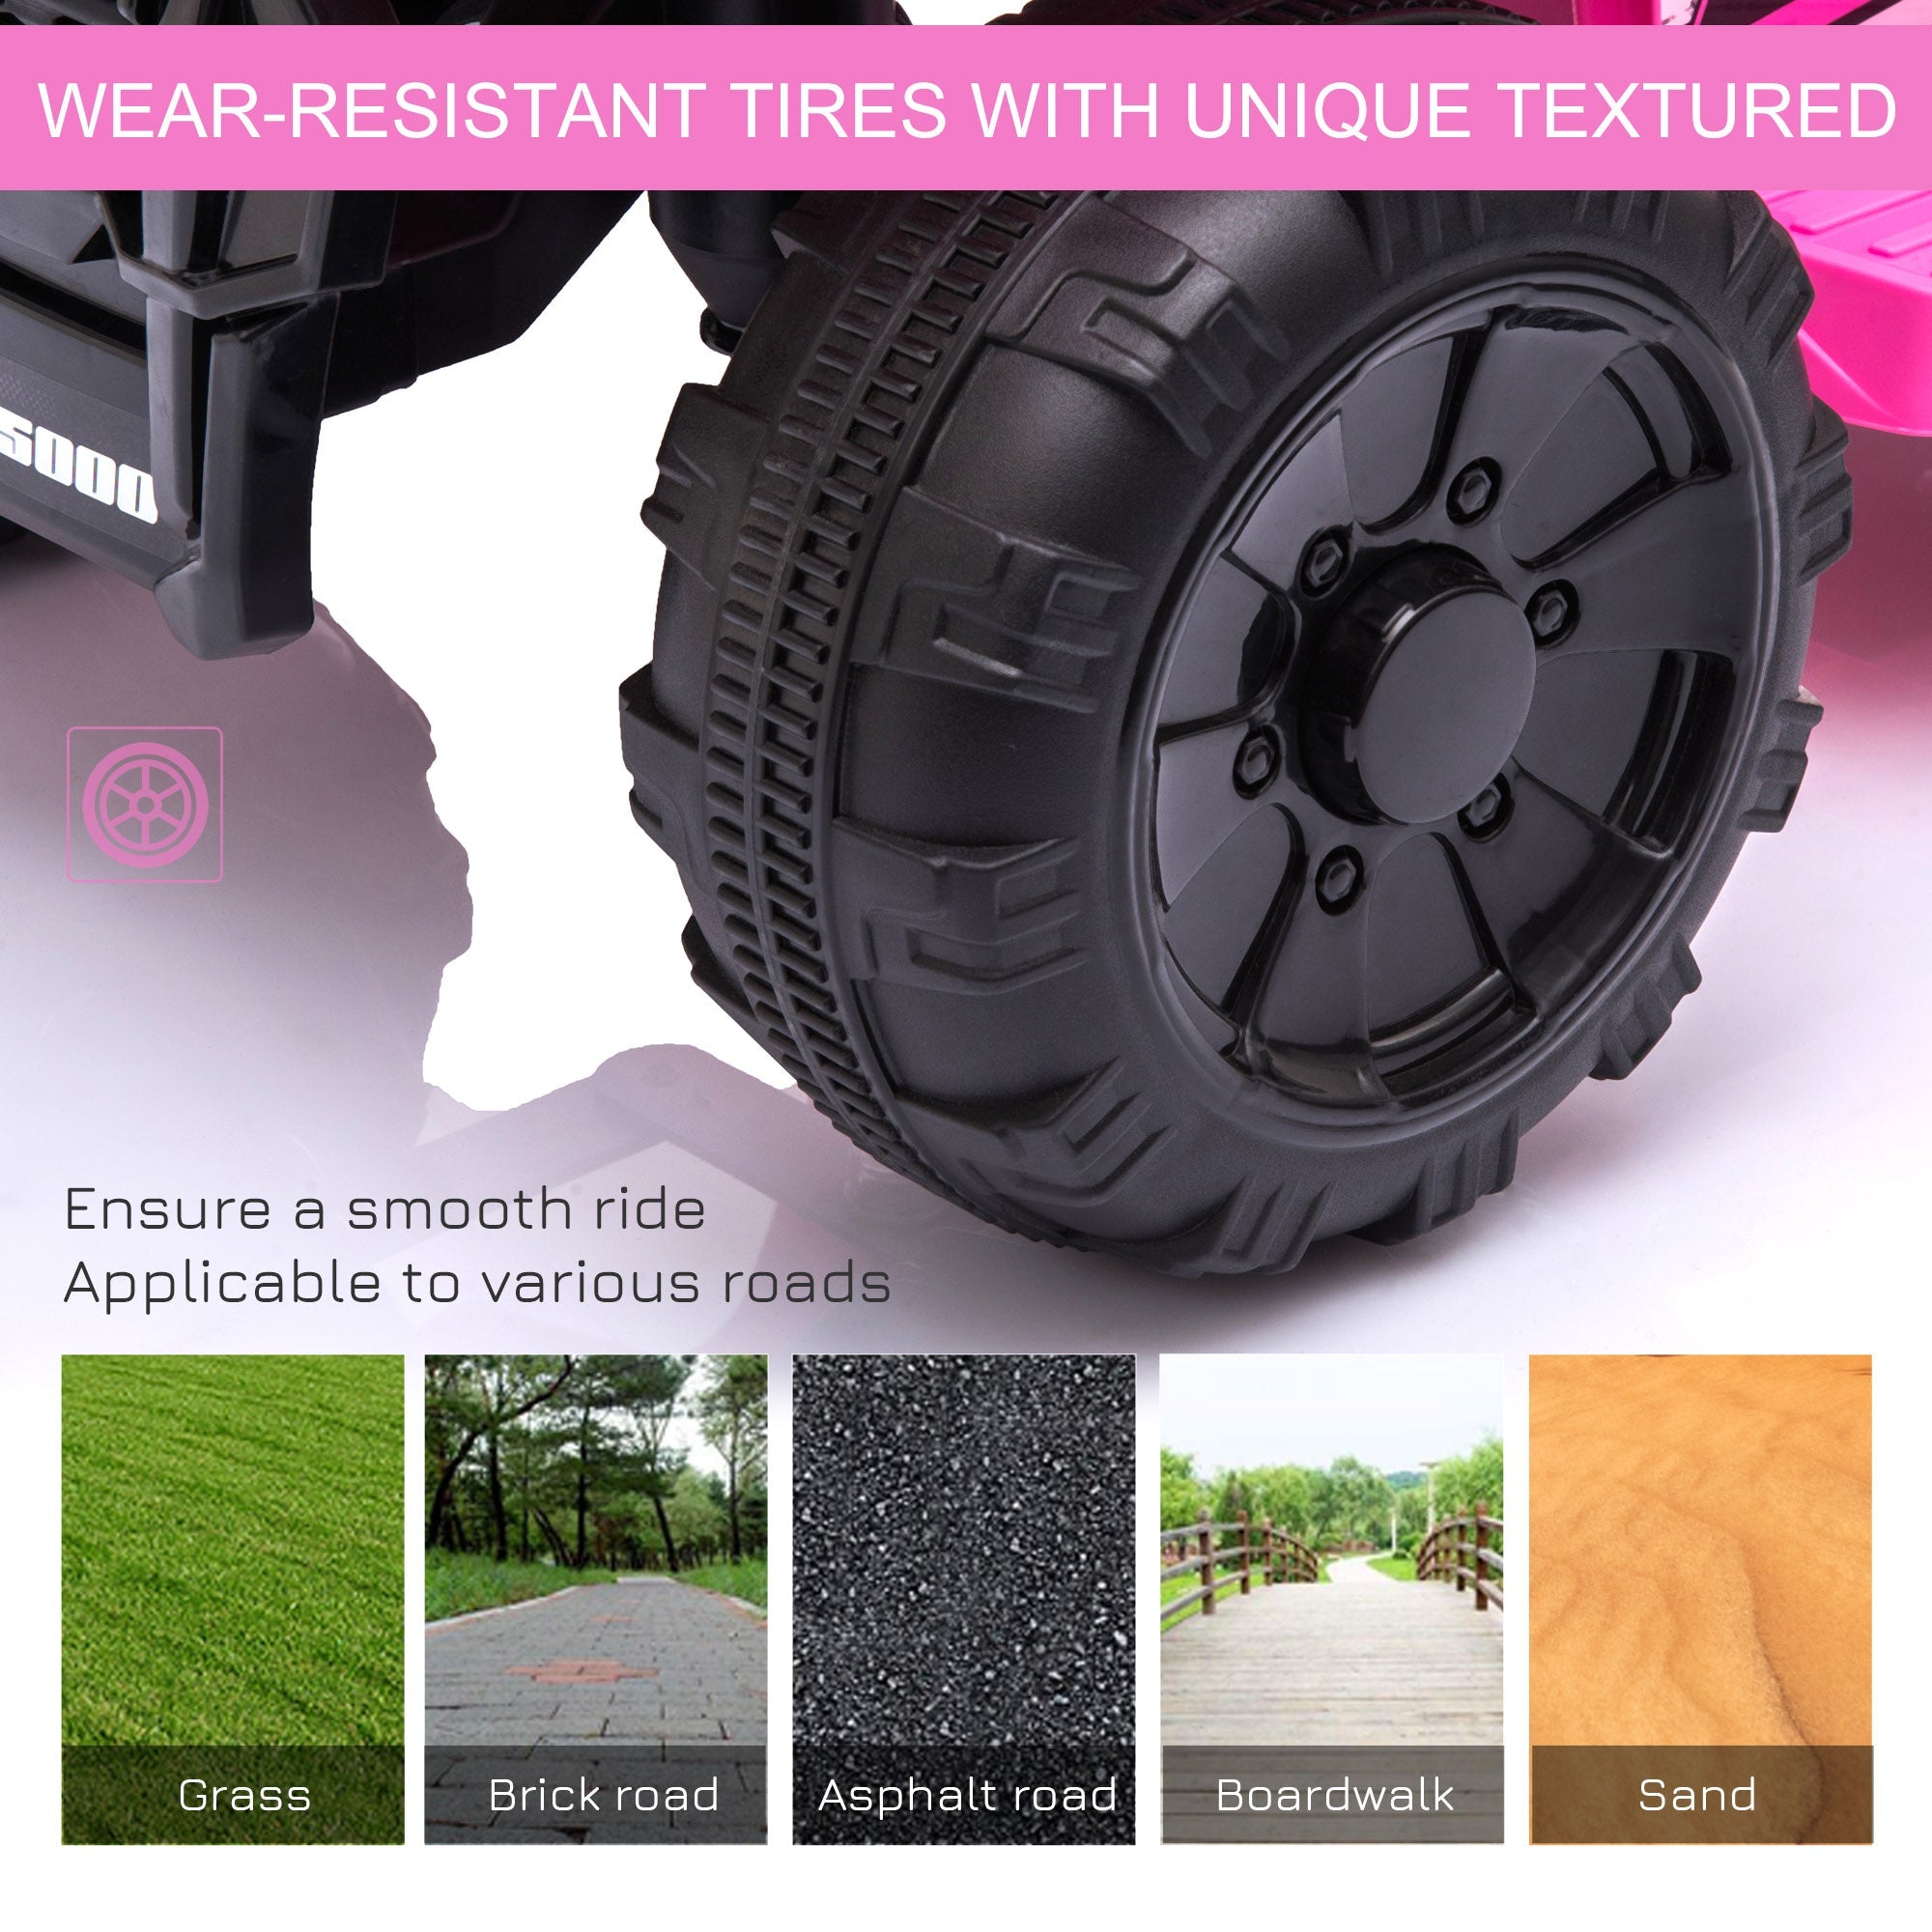 WEAR-RESISTANT TIRES WITH UNIQUE TEXTURED
5000
Ensure a smooth ride
Applicable to various roads
Grass
Brick road
Asphalt road
Boardwalk
Sand